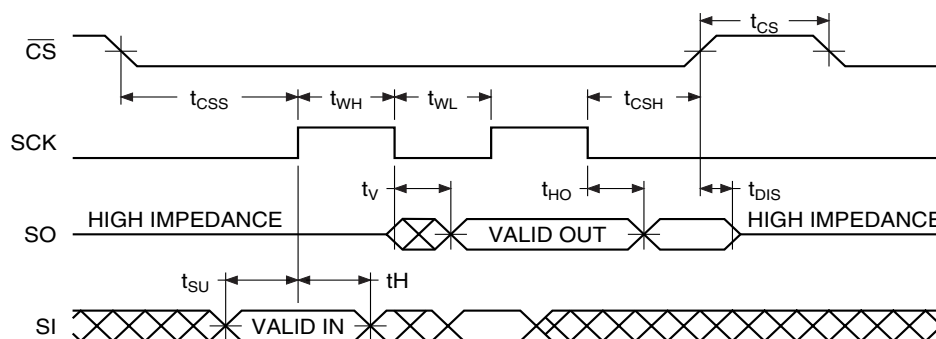 CS
tCS
tCSS
tWH
tWL
tCSH
SCK
tV
tHO
tDIS
HIGH IMPEDANCE
HIGH IMPEDANCE
SO
VALID OUT
tSU
tH
SI
VALID IN